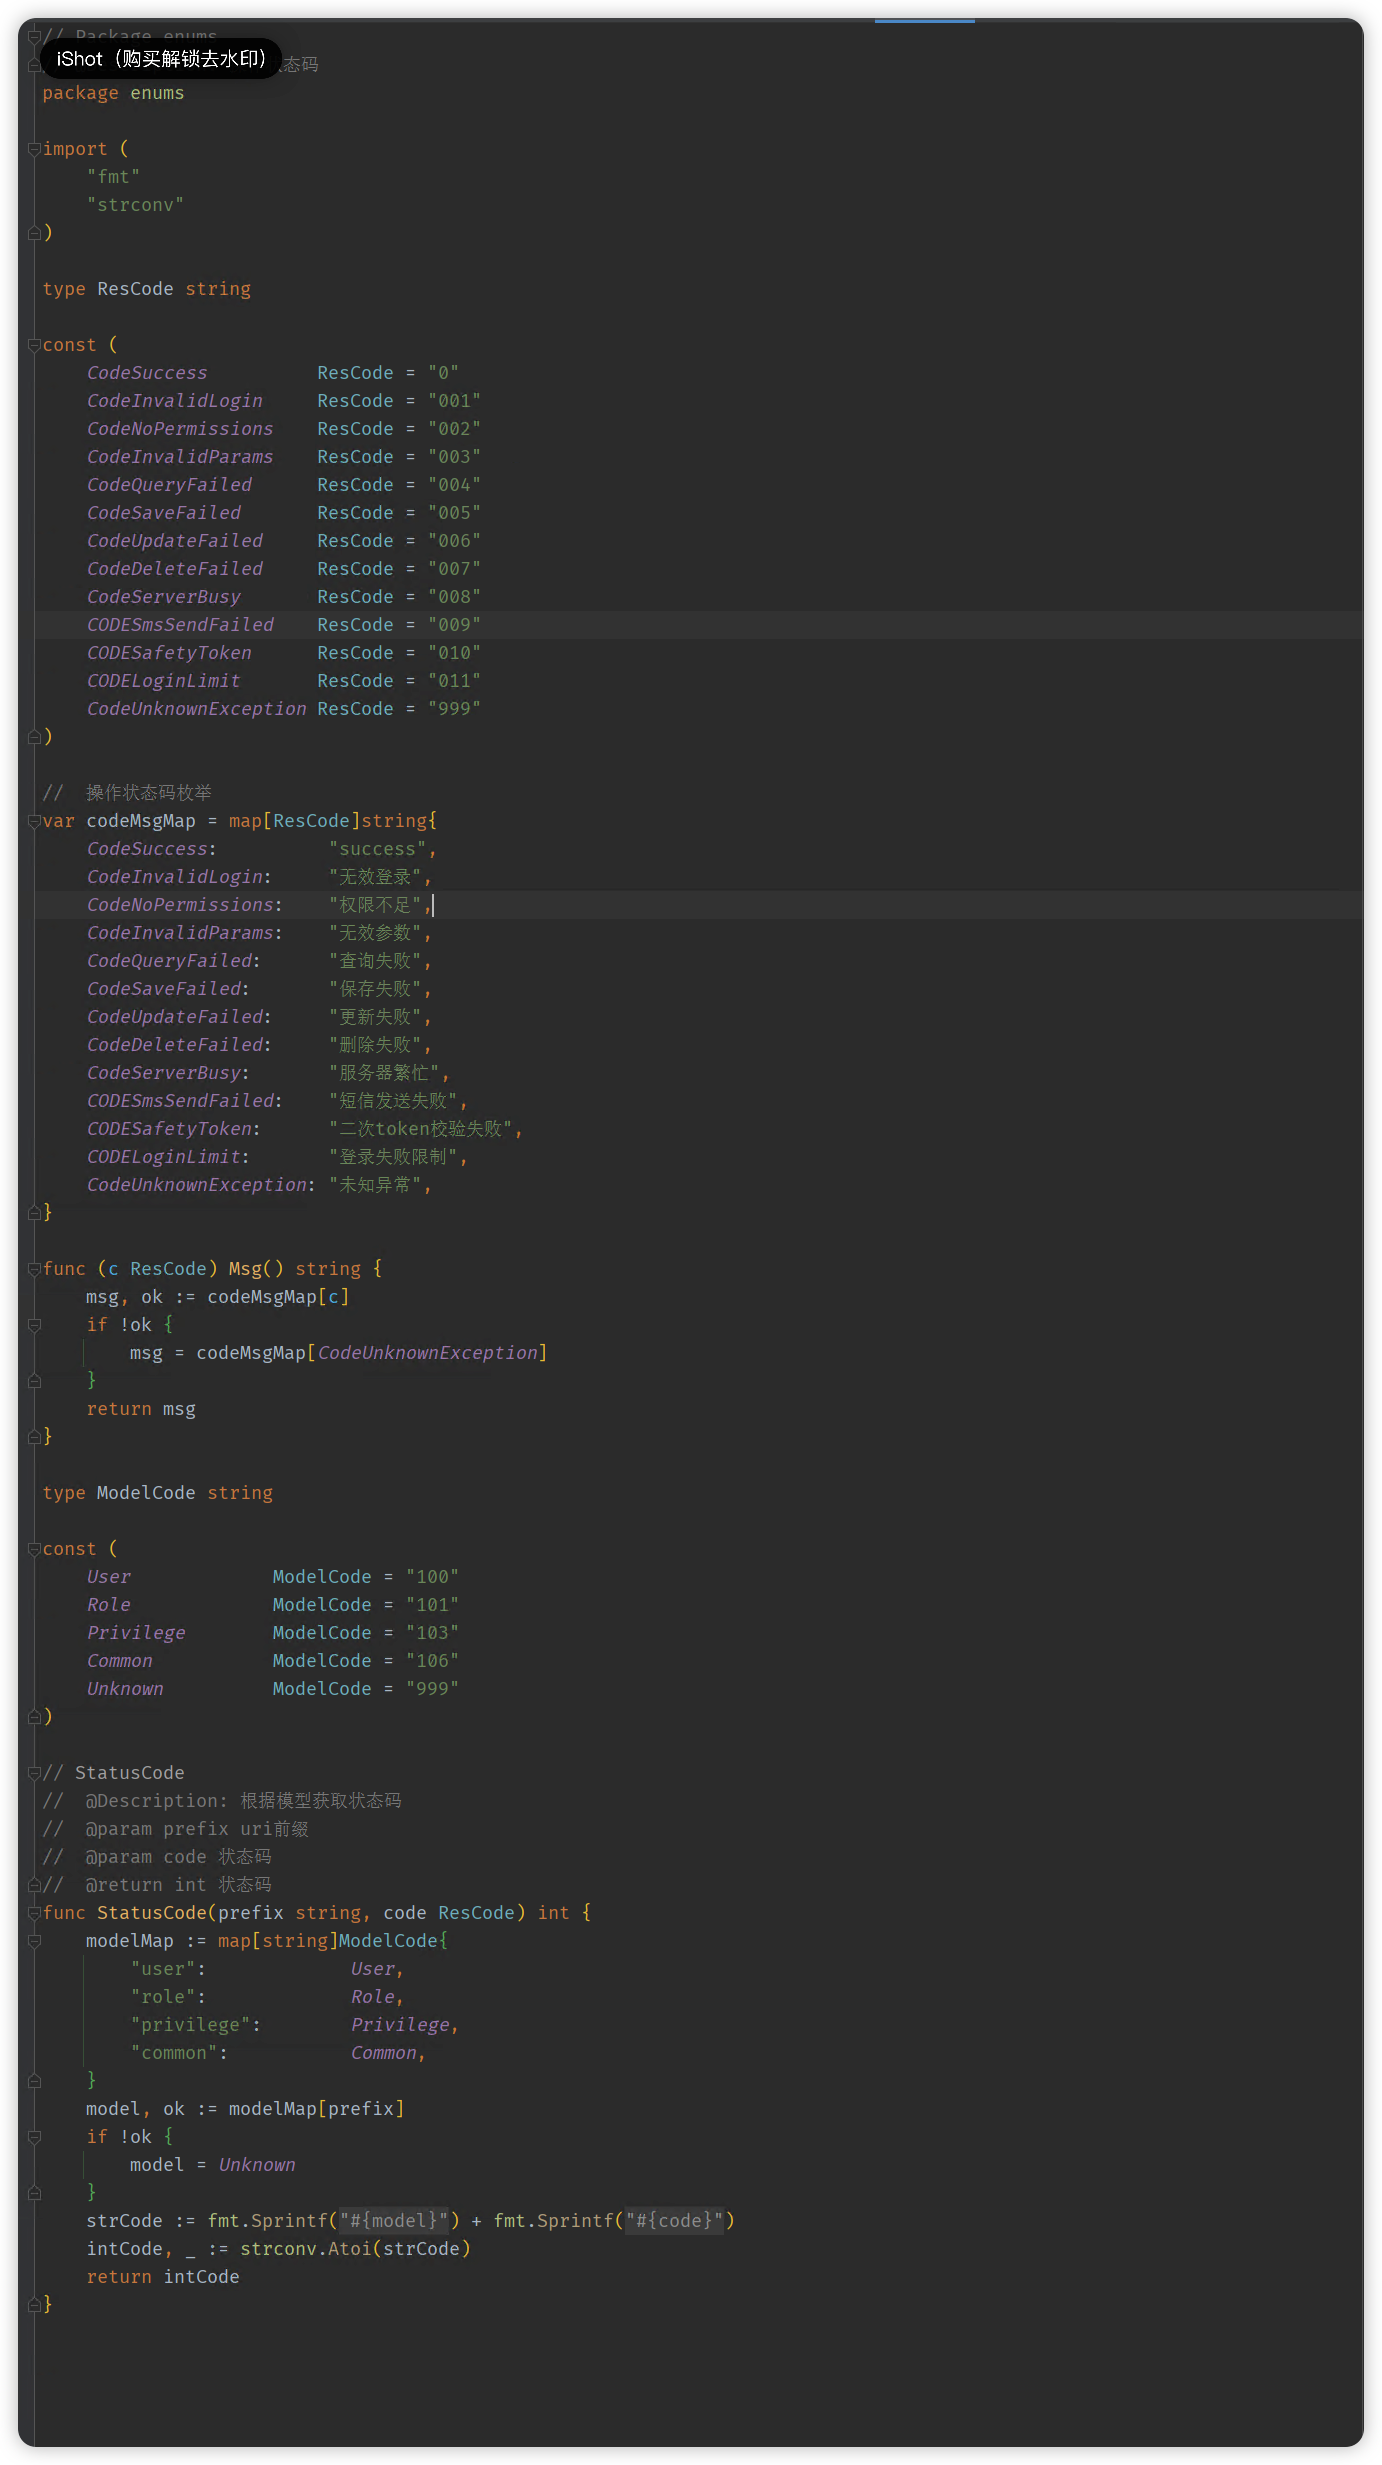 // Package enums
iShot（购买解锁去水印）
态码
package enums
import (
"fmt"
"strconv"
)
type ResCode string
const (
CodeSuccess ResCode = "0"
CodeInvalidLogin ResCode = "001"
CodeNoPermissions ResCode = "002"
CodeInvalidParams ResCode = "003"
CodeQueryFailed ResCode = "004"
CodeSaveFailed ResCode = "005"
CodeUpdateFailed ResCode = "006"
CodeDeleteFailed ResCode = "007"
CodeServerBusy ResCode = "008"
CODESmsSendFailed ResCode = "009"
CODESafetyToken ResCode = "010"
CODELoginLimit ResCode = "011"
CodeUnknownException ResCode = "999"
)
// 操作状态码枚举
var codeMsgMap = map[ResCode]string{
CodeSuccess: "success",
CodeInvalidLogin: "无效登录",
CodeNoPermissions: "权限不足",
CodeInvalidParams: "无效参数",
CodeQueryFailed: "查询失败",
CodeSaveFailed: "保存失败",
CodeUpdateFailed: "更新失败",
CodeDeleteFailed: "删除失败",
CodeServerBusy: "服务器繁忙",
CODESmsSendFailed: "短信发送失败",
CODESafetyToken: "二次token校验失败",
CODELoginLimit: "登录失败限制",
CodeUnknownException: "未知异常",
}
func (c ResCode) Msg() string {
msg, ok := codeMsgMap[c]
if !ok {
msg = codeMsgMap[CodeUnknownException]
}
return msg
}
type ModelCode string
const (
User ModelCode = "100"
Role ModelCode = "101"
Privilege ModelCode = "103"
Common ModelCode = "106"
Unknown ModelCode = "999"
)
// StatusCode
// @Description: 根据模型获取状态码
// @param prefix uri前缀
// @param code 状态码
// @return int 状态码
func StatusCode(prefix string, code ResCode) int {
modelMap := map[string]ModelCode{
"user": User,
"role": Role,
"privilege": Privilege,
"common": Common,
}
model, ok := modelMap[prefix]
if !ok {
model = Unknown
}
strCode := fmt.Sprintf("#{model}") + fmt.Sprintf("#{code}")
intCode, _ := strconv.Atoi(strCode)
return intCode
}